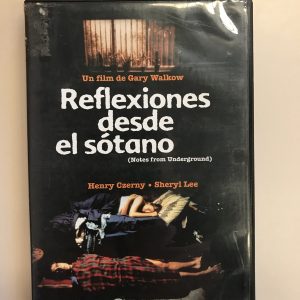 Un film de Gary Walkow
Reflexiones
desde
el sótano
(Notes from Underground)
Henry Czerny • Sheryl Lee